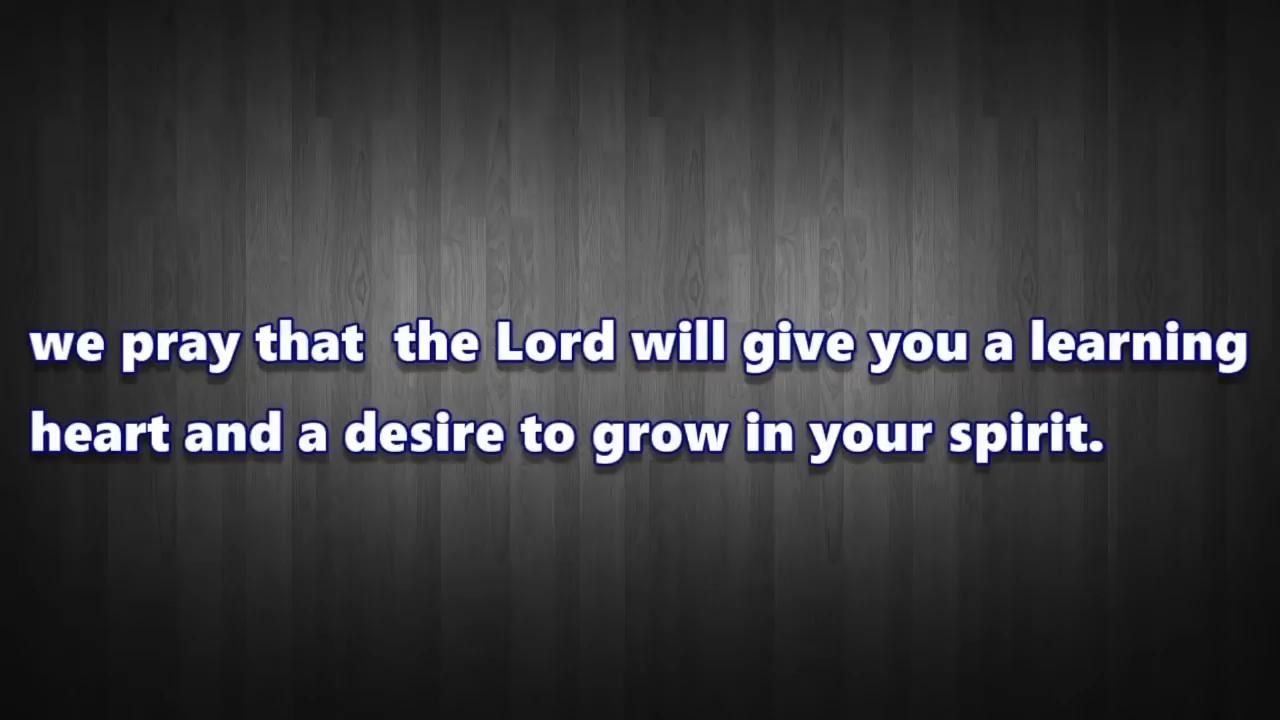 we pray that  the Lord will give you a learning
heart and a desire to grow in your spirit.